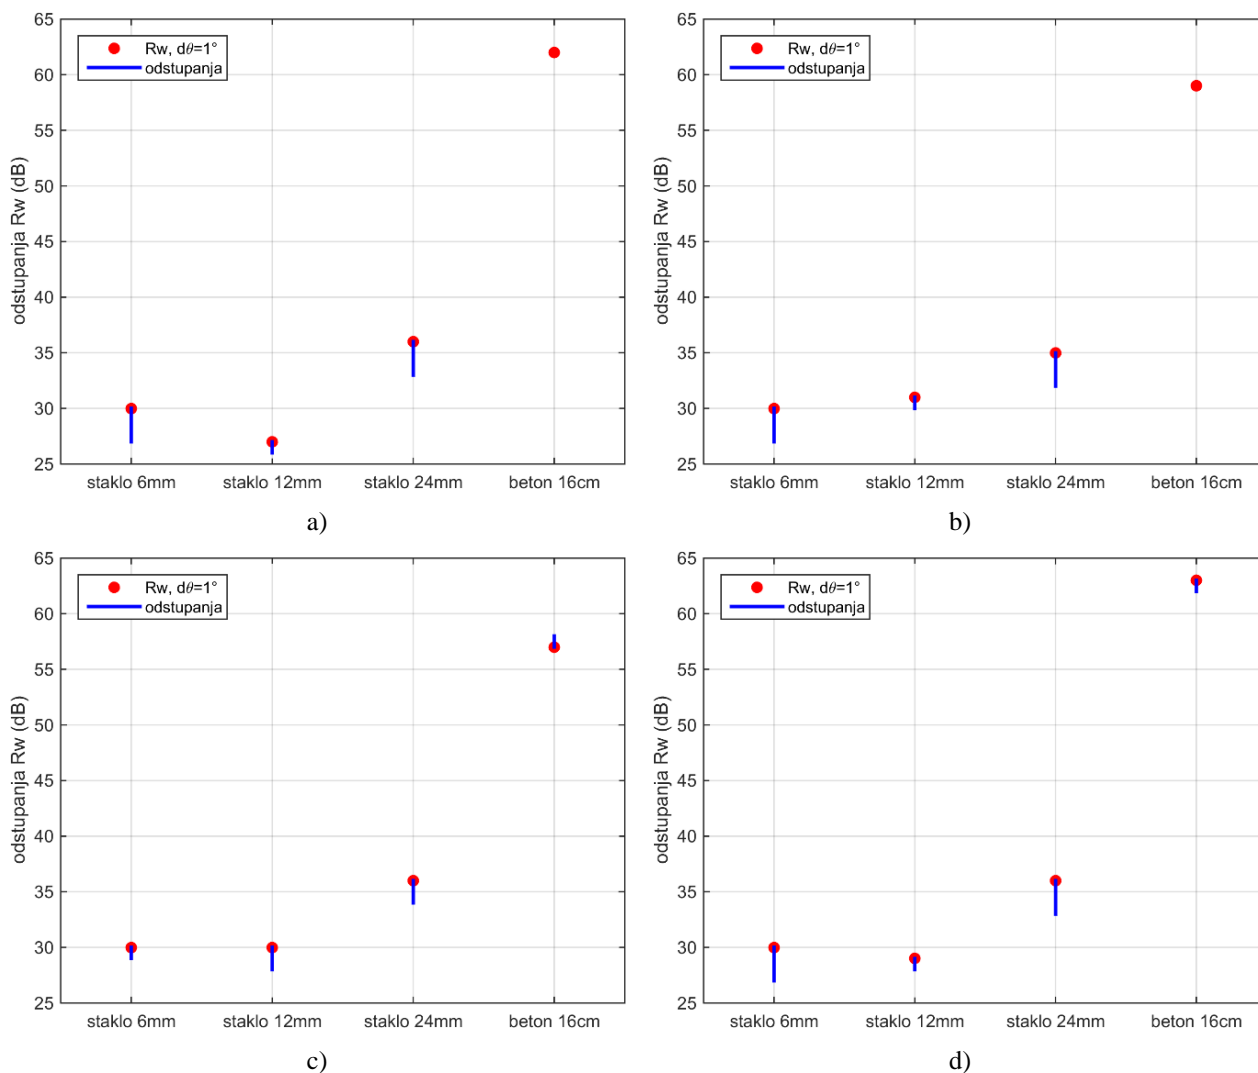 65
60
55
50
45
40
35
30
25
odstupanja Rw (dB)
Rw, dθ=1°
odstupanja
staklo 6mm staklo 12mm staklo 24mm beton 16cm
a)
65
60
55
50
45
40
35
30
25
odstupanja Rw (dB)
Rw, dθ=1°
odstupanja
staklo 6mm staklo 12mm staklo 24mm beton 16cm
b)
65
60
55
50
45
40
35
30
25
odstupanja Rw (dB)
Rw, dθ=1°
odstupanja
staklo 6mm staklo 12mm staklo 24mm beton 16cm
c)
65
60
55
50
45
40
35
30
25
odstupanja Rw (dB)
Rw, dθ=1°
odstupanja
staklo 6mm staklo 12mm staklo 24mm beton 16cm
d)